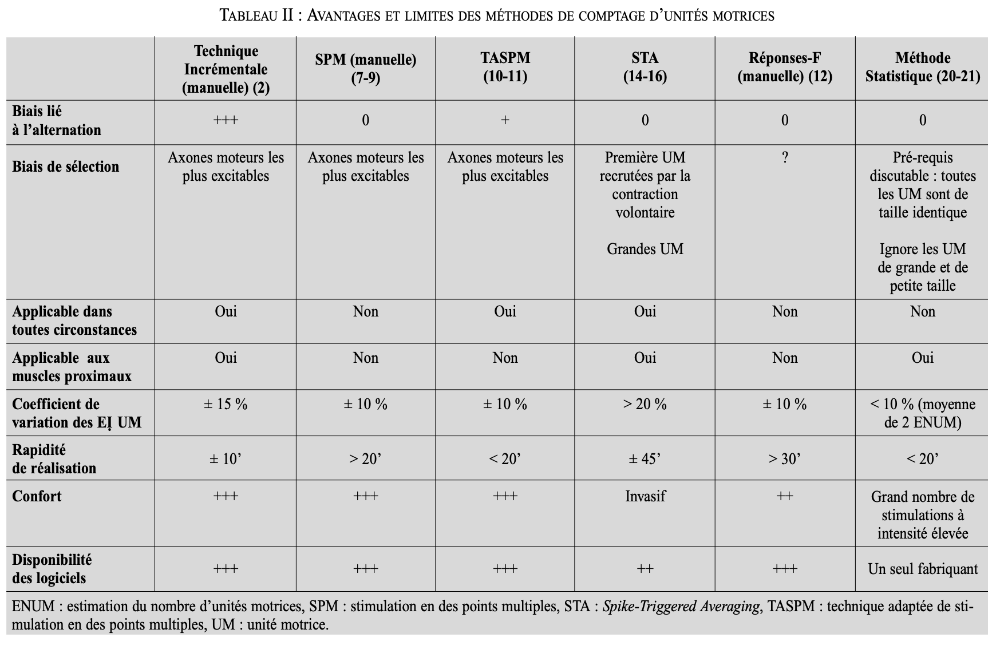 TABLEAU II : AVANTAGES ET LIMITES DES MÉTHODES DE COMPTAGE D’UNITÉS MOTRICES
Technique
Incrémentale
(manuelle) (2)
SPM (manuelle)
(7-9)
TASPM
(10-11)
STA
(14-16)
Réponses-F
(manuelle) (12)
Méthode
Statistique (20-21)
Biais lié
à l’alternation
+++
0
+
0
0
0
Biais de sélection
Axones moteurs les
plus excitables
Axones moteurs les
plus excitables
Axones moteurs les
plus excitables
Première UM
recrutées par la
contraction
volontaire
Grandes UM
?
Pré-requis
discutable : toutes
les UM sont de
taille identique
Ignore les UM
de grande et de
petite taille
Applicable dans
toutes circonstances
Oui
Non
Oui
Oui
Non
Non
Applicable aux
muscles proximaux
Oui
Non
Non
Oui
Non
Oui
Coefficient de
variation des EỊ UM
± 15 %
± 10 %
± 10 %
> 20 %
± 10 %
< 10 % (moyenne
de 2 ENUM)
Rapidité
de réalisation
± 10’
> 20’
< 20’
± 45’
> 30’
< 20’
Confort
+++
+++
+++
Invasif
++
Grand nombre de
stimulations à
intensité élevée
Disponibilité
des logiciels
+++
+++
+++
++
+++
Un seul fabriquant
ENUM : estimation du nombre d’unités motrices, SPM : stimulation en des points multiples, STA : Spike-Triggered Averaging, TASPM : technique adaptée de sti-
mulation en des points multiples, UM : unité motrice.